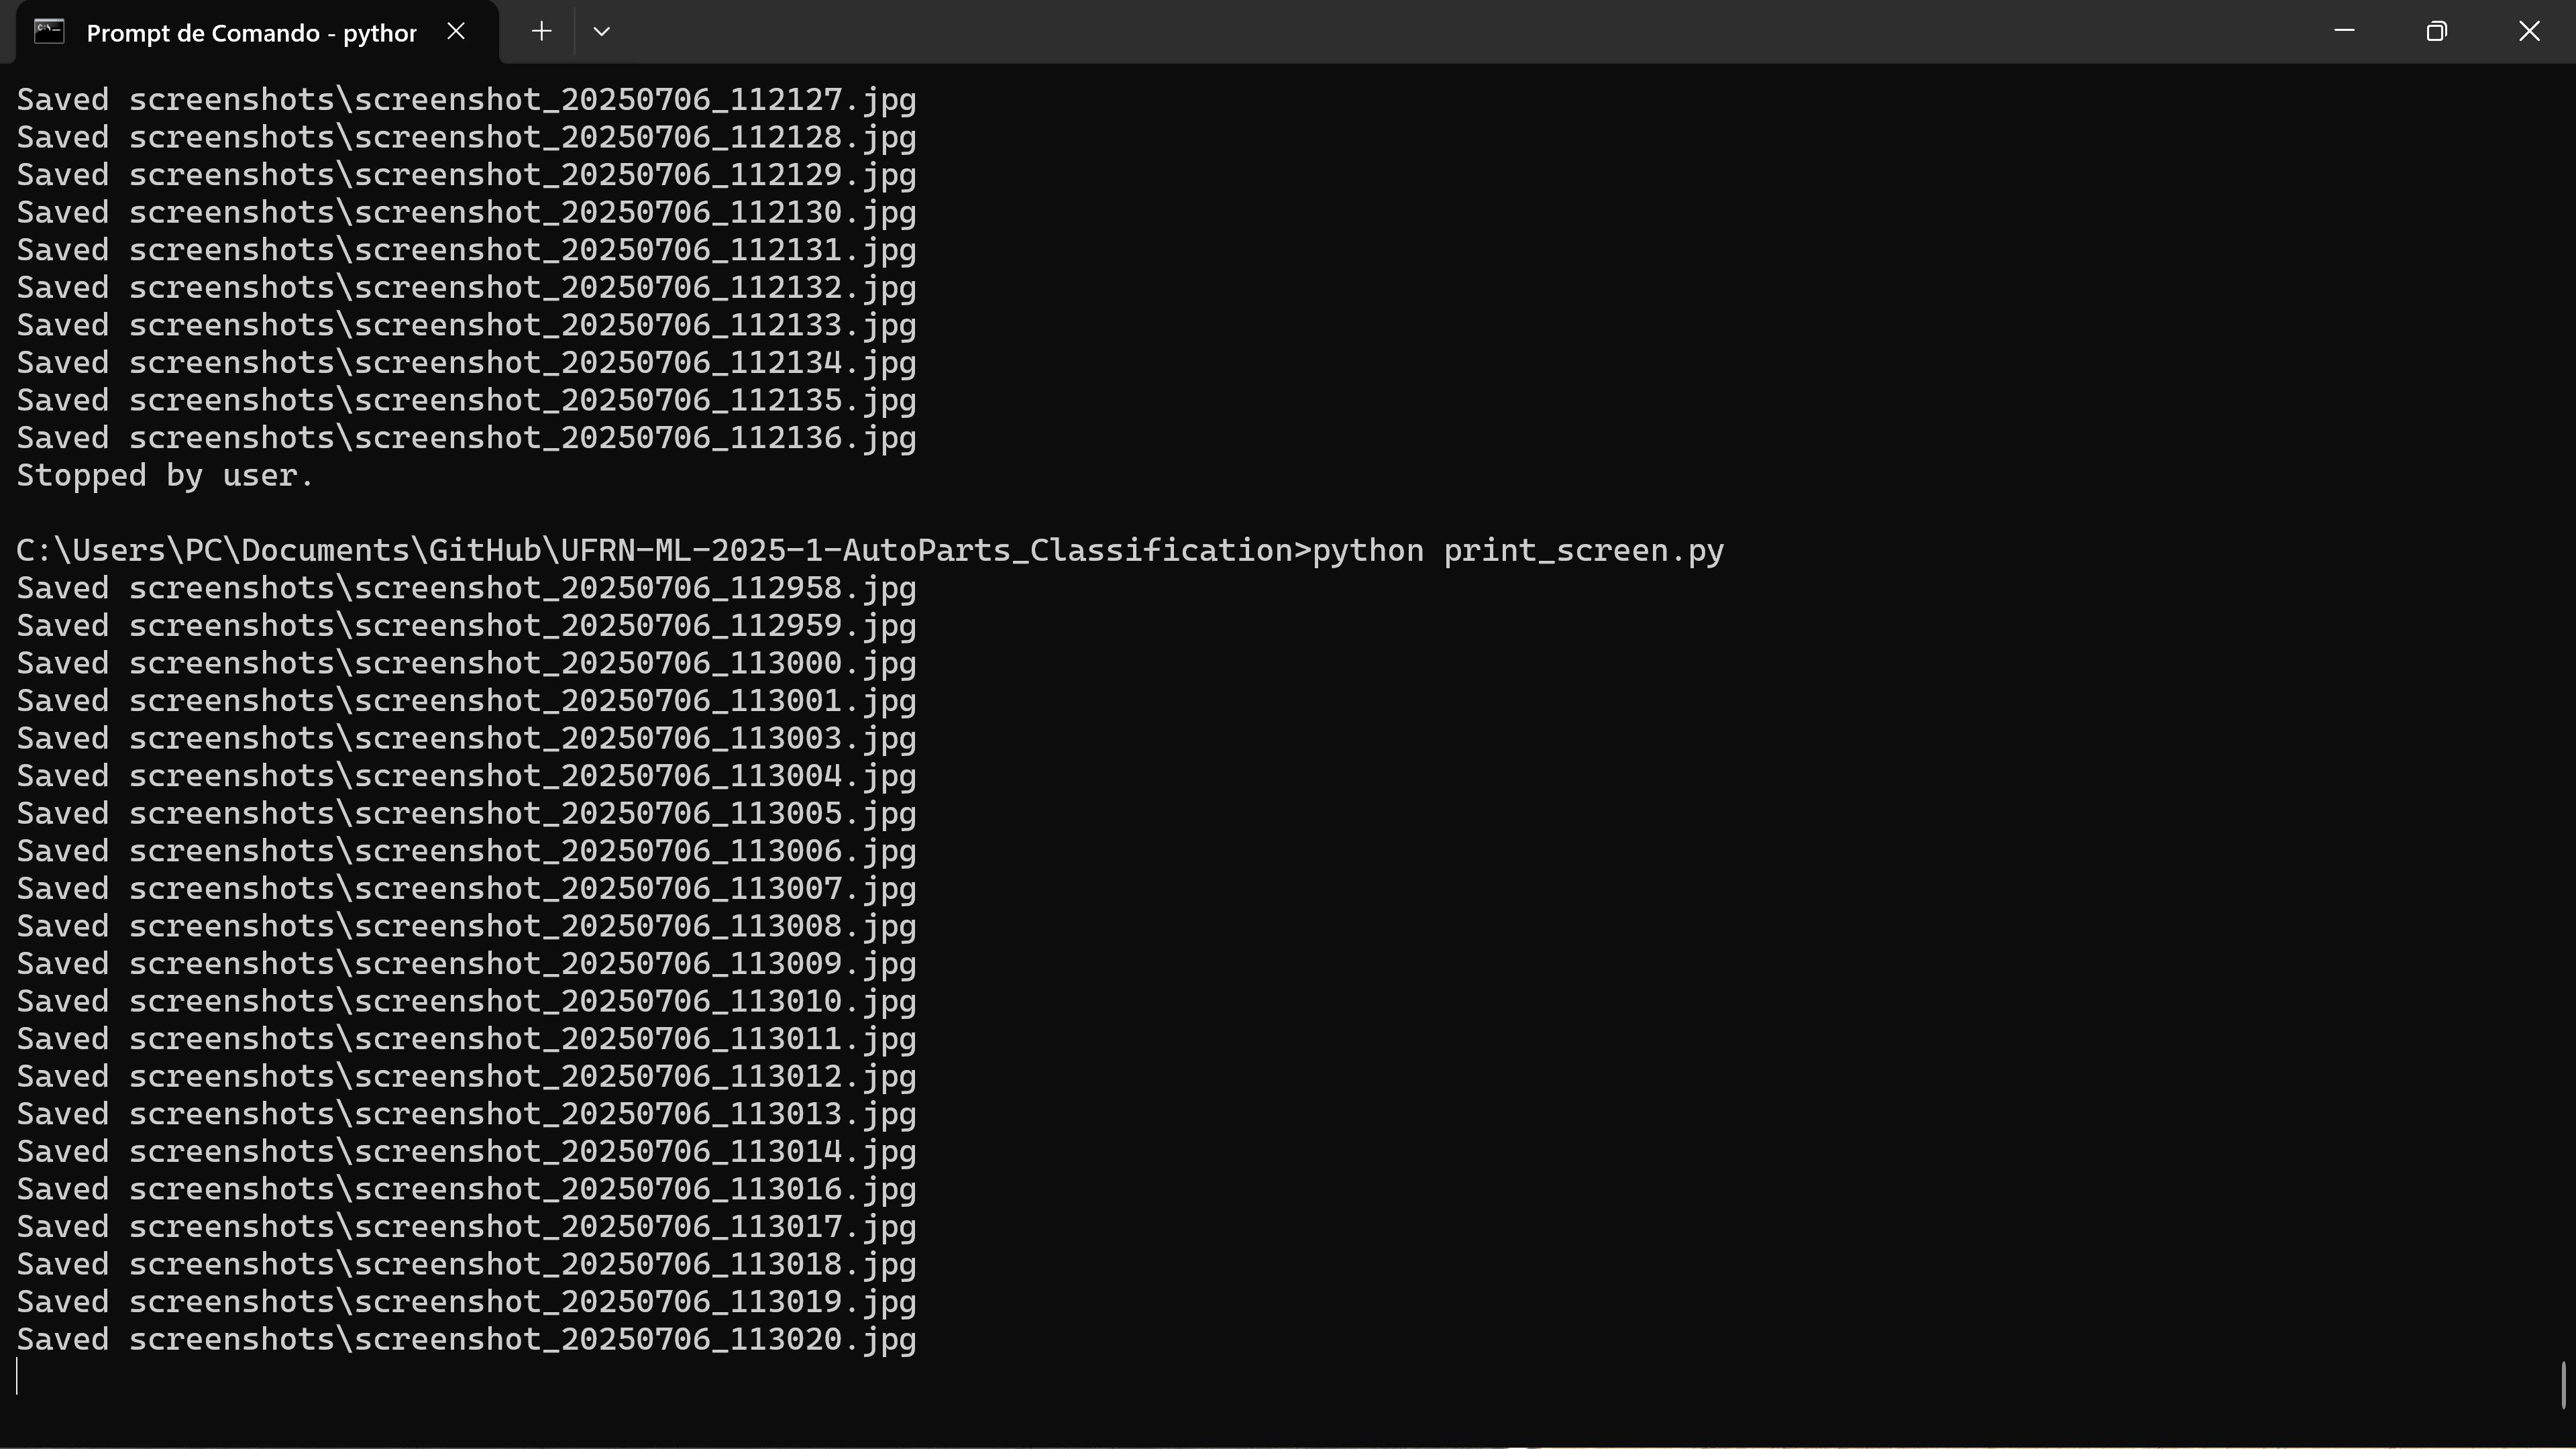 Prompt de Comando - python
Saved screenshots\screenshot_20250706_112127.jpg
Saved screenshots\screenshot_20250706_112128.jpg
Saved screenshots\screenshot_20250706_112129.jpg
Saved screenshots\screenshot_20250706_112130.jpg
Saved screenshots\screenshot_20250706_112131.jpg
Saved screenshots\screenshot_20250706_112132.jpg
Saved screenshots\screenshot_20250706_112133.jpg
Saved screenshots\screenshot_20250706_112134.jpg
Saved screenshots\screenshot_20250706_112135.jpg
Saved screenshots\screenshot_20250706_112136.jpg
Stopped by user.
C:\Users\PC\Documents\GitHub\UFRN-ML-2025-1-AutoParts_Classification>python print_screen.py
Saved screenshots\screenshot_20250706_112958.jpg
Saved screenshots\screenshot_20250706_112959.jpg
Saved screenshots\screenshot_20250706_113000.jpg
Saved screenshots\screenshot_20250706_113001.jpg
Saved screenshots\screenshot_20250706_113003.jpg
Saved screenshots\screenshot_20250706_113004.jpg
Saved screenshots\screenshot_20250706_113005.jpg
Saved screenshots\screenshot_20250706_113006.jpg
Saved screenshots\screenshot_20250706_113007.jpg
Saved screenshots\screenshot_20250706_113008.jpg
Saved screenshots\screenshot_20250706_113009.jpg
Saved screenshots\screenshot_20250706_113010.jpg
Saved screenshots\screenshot_20250706_113011.jpg
Saved screenshots\screenshot_20250706_113012.jpg
Saved screenshots\screenshot_20250706_113013.jpg
Saved screenshots\screenshot_20250706_113014.jpg
Saved screenshots\screenshot_20250706_113016.jpg
Saved screenshots\screenshot_20250706_113017.jpg
Saved screenshots\screenshot_20250706_113018.jpg
Saved screenshots\screenshot_20250706_113019.jpg
Saved screenshots\screenshot_20250706_113020.jpg